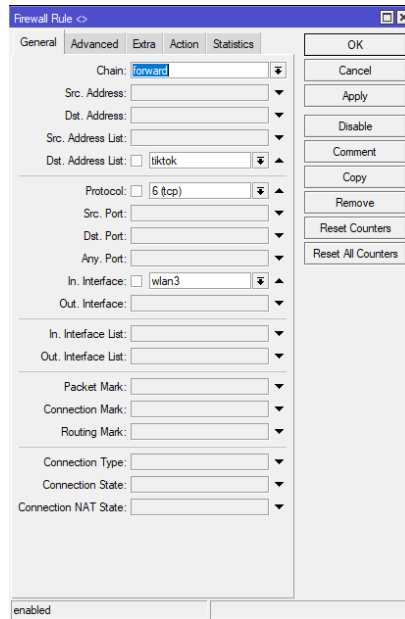 Firewall Rule <>
General Advanced Extra Action Statistics
Chain: forward
Src. Address:
Dst. Address:
Src. Address List:
Dst. Address List: tiktok
Protocol: 6 (tcp)
Src. Port:
Dst. Port:
Any. Port:
In. Interface: wlan3
Out. Interface:
In. Interface List:
Out. Interface List:
Packet Mark:
Connection Mark:
Routing Mark:
Connection Type:
Connection State:
Connection NAT State:
OK
Cancel
Apply
Disable
Comment
Copy
Remove
Reset Counters
Reset All Counters
enabled